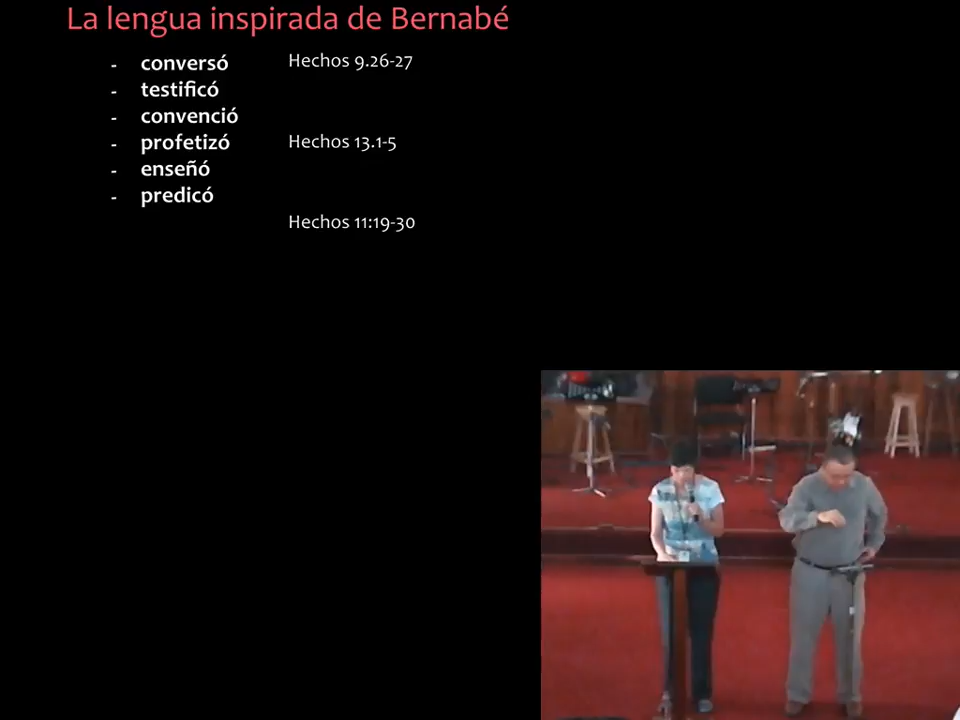 La lengua inspirada de Bernabé
- conversó Hechos 9.26-27
- testificó
- convenció
- profetizó Hechos 13.1-5
- enseñó
- predicó
Hechos 11:19-30